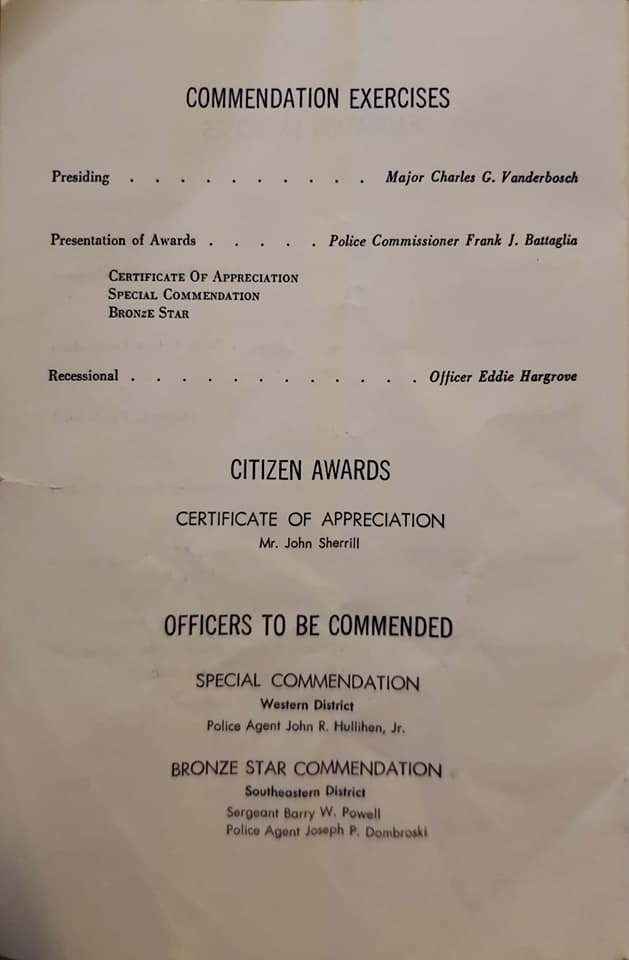 COMMENDATION EXERCISES
Presiding . . . . . . . . . . Major Charles G. Vanderbosch
Presentation of Awards . . . . . Police Commissioner Frank J. Battaglia
CERTIFICATE OF APPRECIATION
SPECIAL COMMENDATION
BRONzE STAR
Recessional . . . . . . . . . . . . Officer Eddie Hargrove
CITIZEN AWARDS
CERTIFICATE OF APPRECIATION
Mr. John Sherrill
OFFICERS TO BE COMMENDED
SPECIAL COMMENDATION
Western District
Police Agent John R. Hullihen, Jr.
BRONZE STAR COMMENDATION
Southeastern District
Sergeant Barry W. Powell
Police Agent Joseph P. Dombroski